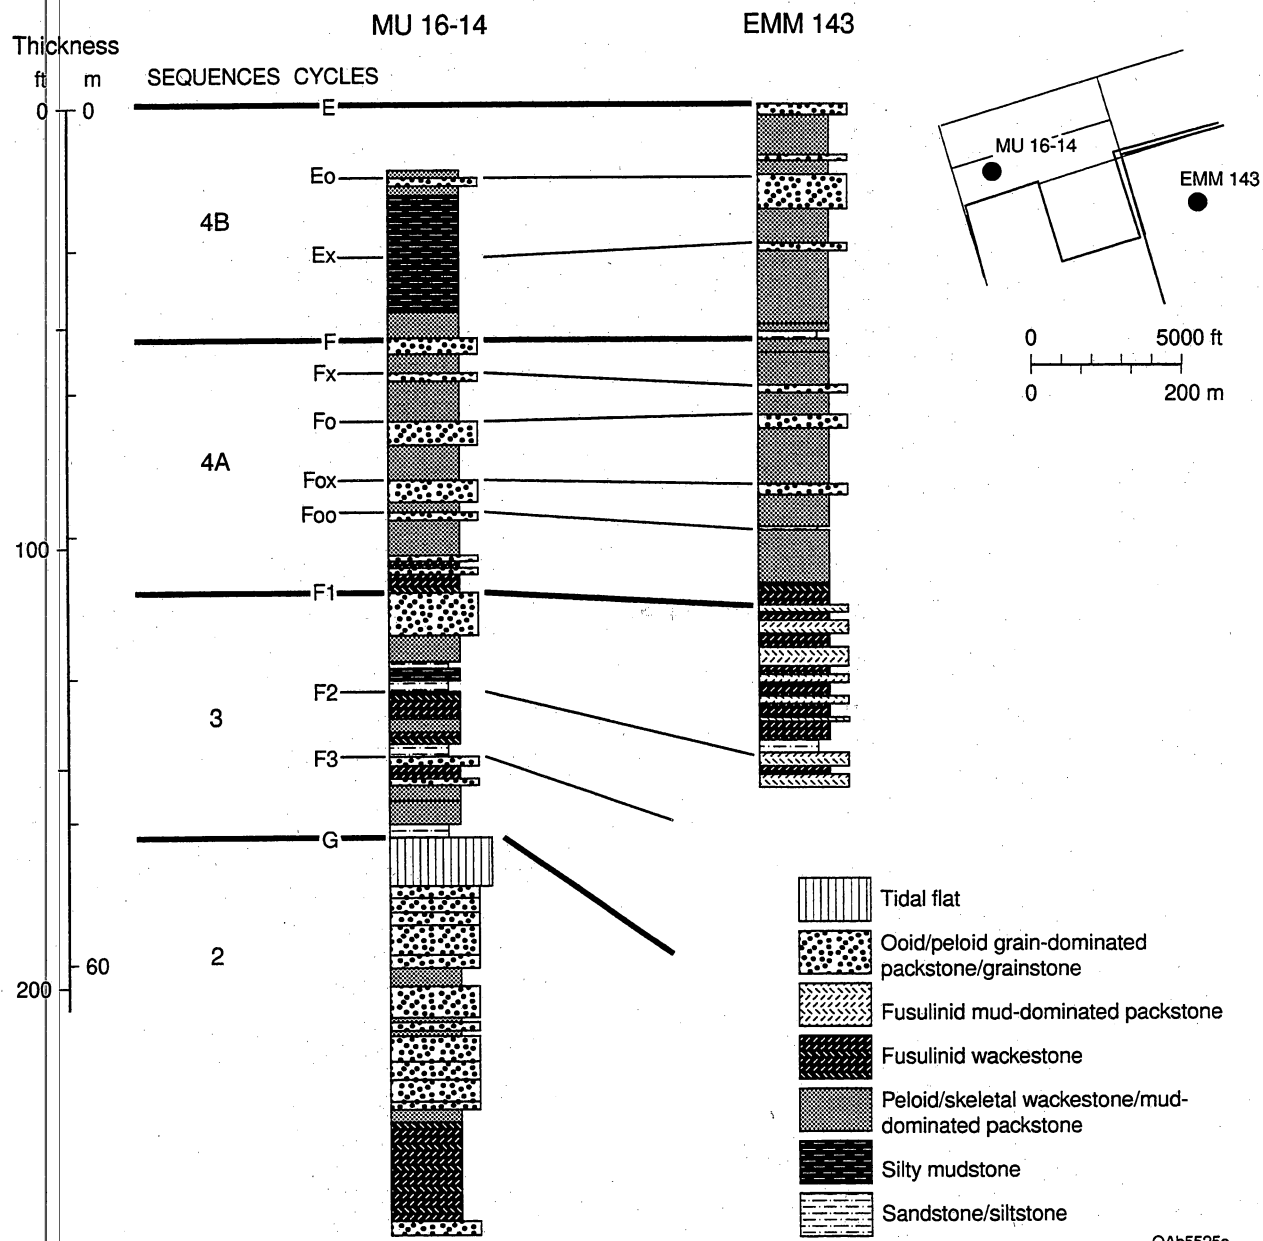 MU 16-14
EMM 143
Thickness
ft m
SEQUENCES CYCLES
0 0
E
Eo
4B
Ex
F
Fx
Fo
4A
Fox
Foo
100
F1
F2
3
F3
G
2
60
200
MU 16-14
EMM 143
0 5000 ft
0 200 m
Tidal flat
Ooid/peloid grain-dominated
packstone/grainstone
Fusulinid mud-dominated packstone
Fusulinid wackestone
Peloid/skeletal wackestone/mud-
dominated packstone
Silty mudstone
Sandstone/siltstone